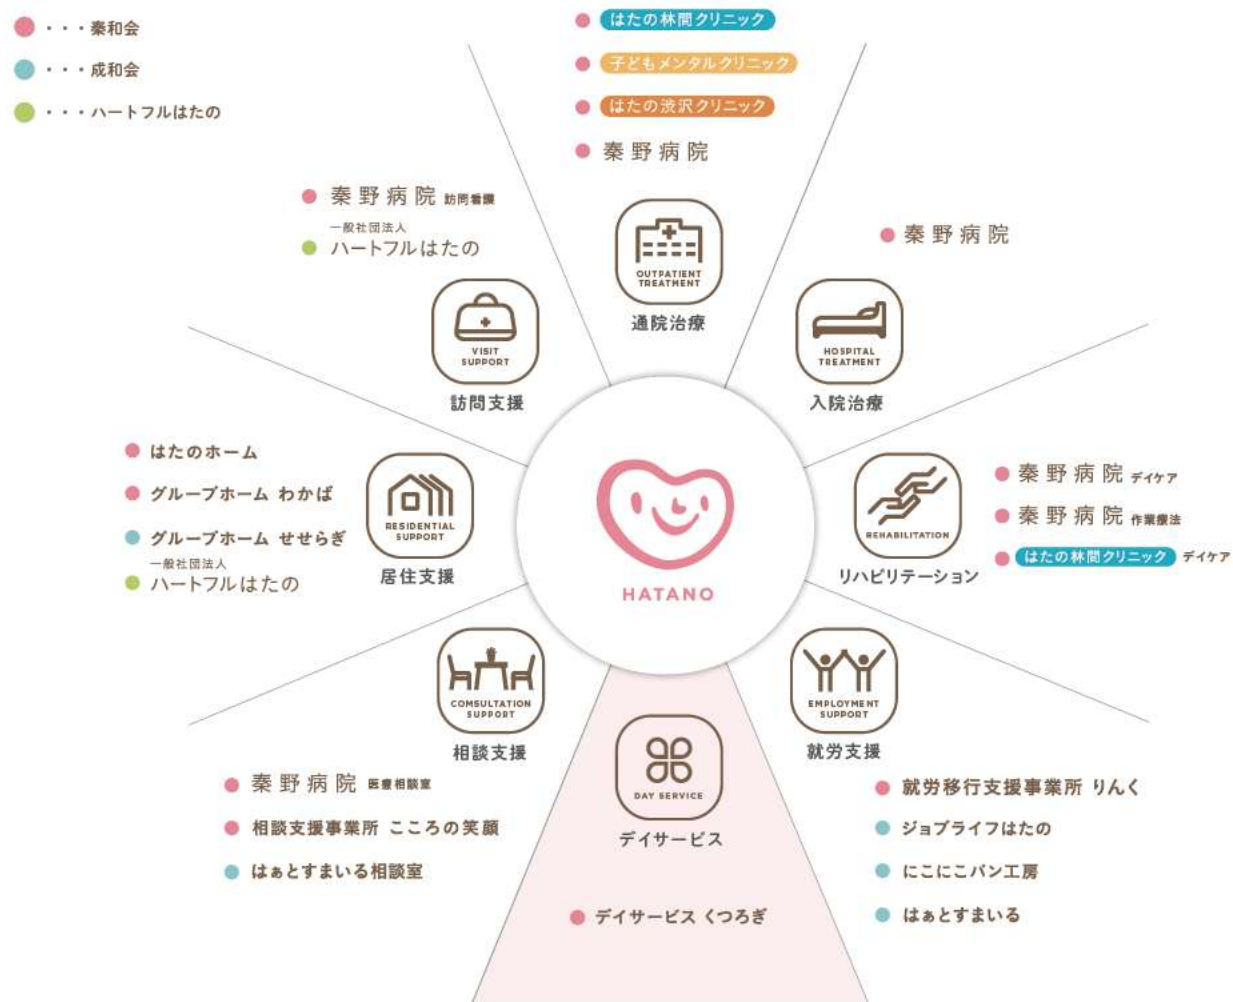 ・・・秦和会
・・・成和会
・・・ハートフルはたの
はたの林間クリニック
子どもメンタルクリニック
はたの渋沢クリニック
秦野病院
OUTPATIENT
TREATMENT
通院治療
秦野病院 訪問看護
一般社団法人
ハートフルはたの
VISIT
SUPPORT
訪問支援
秦野病院
HOSPITAL
TREATMENT
入院治療
はたのホーム
グループホーム わかば
グループホーム せせらぎ
一般社団法人
ハートフルはたの
RESIDENTIAL
SUPPORT
居住支援
HATANO
REHABILITATION
リハビリテーション
秦野病院 デイケア
秦野病院 作業療法
はたの林間クリニック デイケア
COMSULTATION
SUPPORT
相談支援
秦野病院 医療相談室
相談支援事業所 こころの笑顔
はぁとすまいる相談室
DAY SERVICE
デイサービス
デイサービス くつろぎ
EMPLOYMENT
SUPPORT
就労支援
就労移行支援事業所 りんく
ジョブライフはたの
にこにこパン工房
はぁとすまいる